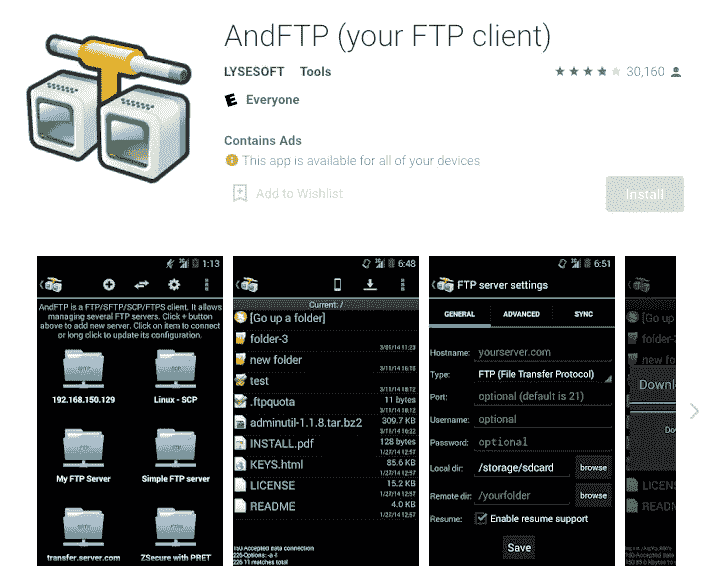 AndFTP (your FTP client)
LYSESOFT Tools
30,160
E Everyone
Contains Ads
This app is available for all of your devices
Add to Wishlist
Install
1:13
AndFTP is a FTP/SFTP/SCP/FTPS client. It allows
managing several FTP servers. Click + button
above to add new server. Click on item to connect
or long click to update its configuration.
192.168.150.129
Linux - SCP
My FTP Server
Simple FTP server
transfer.server.com
ZSecure with PRET
6:48
Current: /
[Go up a folder]
folder-3
3/05/14 11:23
new folder
3/11/14 16:15
test
3/11/14 18:12
.ftpquota
11 bytes
3/11/14 18:12
adminutil-1.1.8.tar.bz2
309.7 KB
3/11/14 16:22
INSTALL.pdf
128 bytes
1/27/14 12:57
KEYS.html
85.6 KB
1/27/14 12:57
LICENSE
15.2 KB
1/27/14 12:57
README
4.0 KB
1/27/14 12:57
150 Accepted data connection
226-Options: -a -l
226 11 matches total
6:51
FTP server settings
GENERAL ADVANCED SYNC
Hostname: yourserver.com
Type: FTP (File Transfer Protocol)
Port: optional (default is 21)
Username: optional
Password: optional
Local dir: /storage/sdcard browse
Remote dir: /yourfolder browse
Resume: Enable resume support
Save
[Go up
folder-
new fo
Downl
Do
LICEN
READM
150 Accepted data